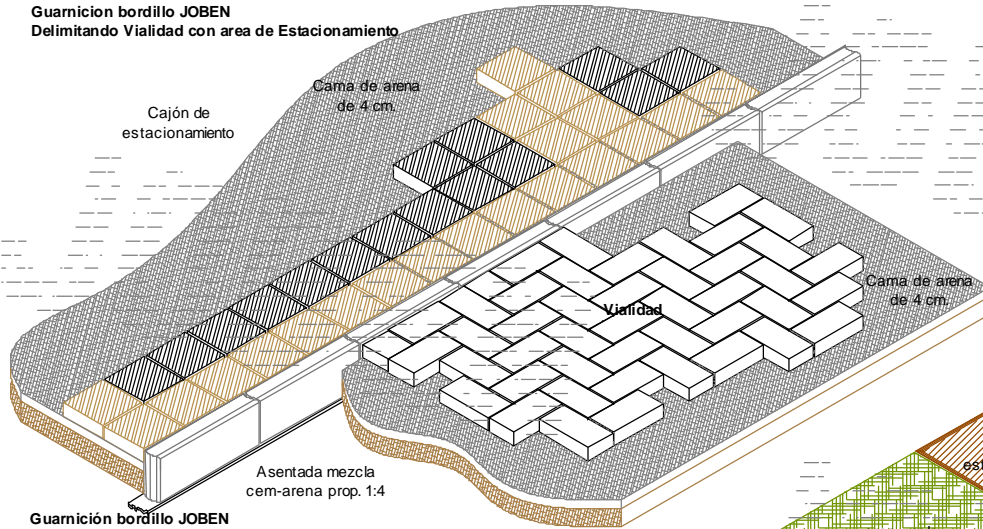 Guarnicion bordillo JOBEN
Delimitando Vialidad con area de Estacionamiento
Cama de arena
de 4 cm.
Cajón de
estacionamiento
Cama de arena
de 4 cm.
Vialidad
Asentada mezcla
cem-arena prop. 1:4
Guarnición bordillo JOBEN